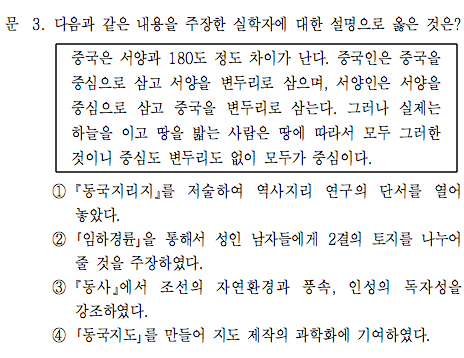 문 3. 다음과 같은 내용을 주장한 실학자에 대한 설명으로 옳은 것은?
중국은 서양과 180도 정도 차이가 난다. 중국인은 중국을
중심으로 삼고 서양을 변두리로 삼으며, 서양인은 서양을
중심으로 삼고 중국을 변두리로 삼는다. 그러나 실제는
하늘을 이고 땅을 밟는 사람은 땅에 따라서 모두 그러한
것이니 중심도 변두리도 없이 모두가 중심이다.
① 『동국지리지』를 저술하여 역사지리 연구의 단서를 열어
놓았다.
② 「임하경륜」을 통해서 성인 남자들에게 2결의 토지를 나누어
줄 것을 주장하였다.
③ 『동사』에서 조선의 자연환경과 풍속, 인성의 독자성을
강조하였다.
④ 「동국지도」를 만들어 지도 제작의 과학화에 기여하였다.